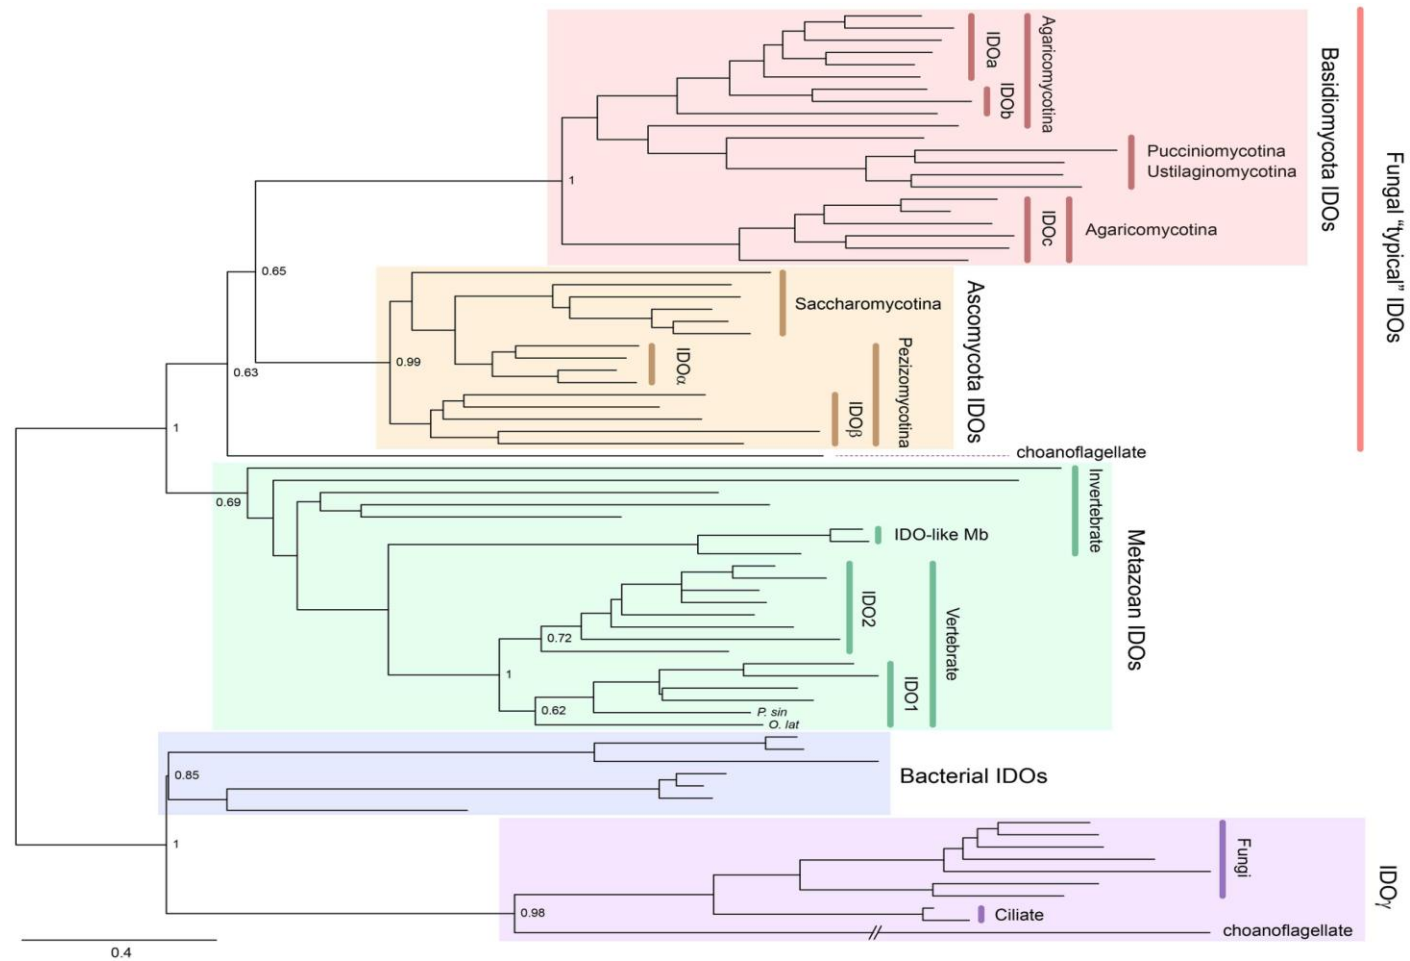 Agaricomycotina
IDOa
IDOb
Basidiomycota IDOs
Fungal “typical” IDOs
Pucciniomycotina
Ustilaginomycotina
1
IDOc
Agaricomycotina
0.65
Saccharomycotina
Ascomycota IDOs
0.99
0.63
IDOα
Pezizomycotina
IDOβ
1
choanoflagellate
0.69
Invertebrate
IDO-like Mb
Metazoan IDOs
IDO2
Vertebrate
0.72
1
IDO1
0.62
P. sin
O. lat
0.85
Bacterial IDOs
1
Fungi
IDOγ
0.98
Ciliate
choanoflagellate
0.4